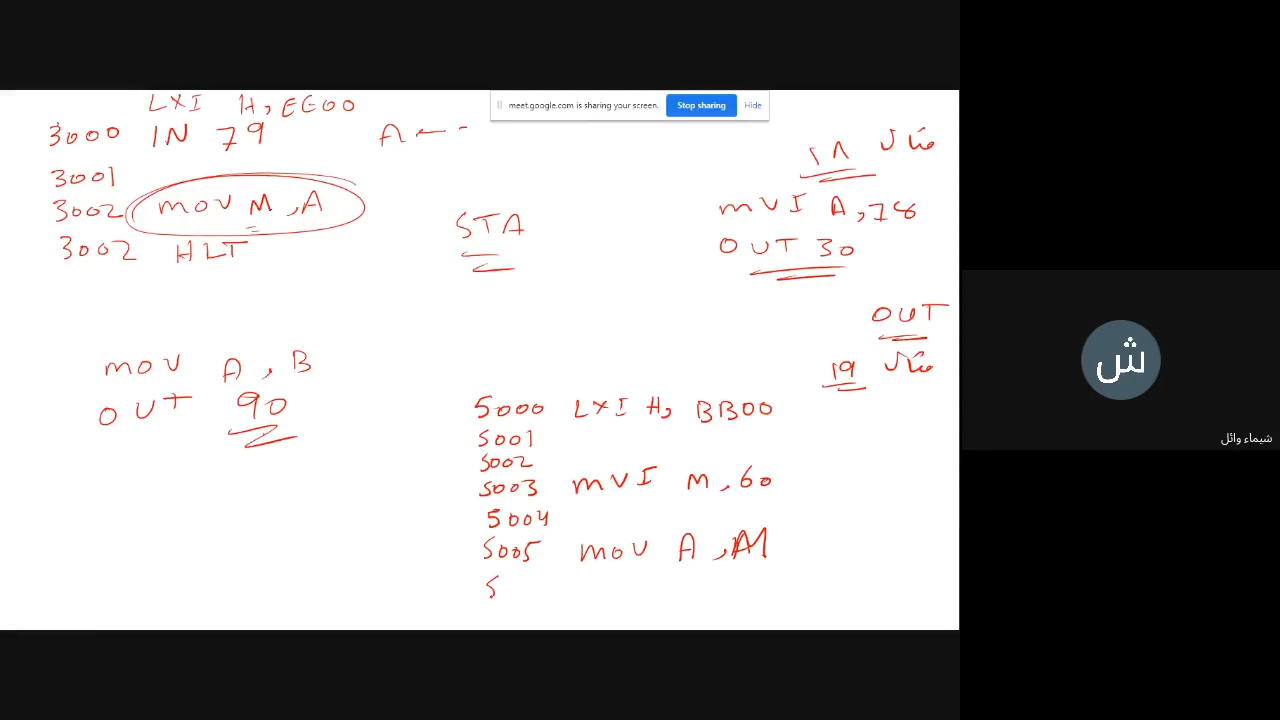 LXI H, EE00
3000 IN 79 A ←
3001
3002 MOV M, A
3002 HLT
STA
MOV A, B
OUT 90
meet.google.com is sharing your screen. Stop sharing Hide
مثال ١٨
MVI A, 78
OUT 30
OUT
مثال ١٩
5000 LXI H, BB00
5001
5002
5003 MVI M, 60
5004
5005 MOV A, M
5
ش
شيماء وائل